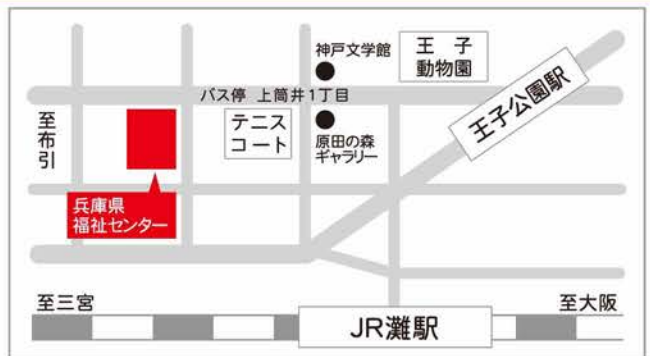 神戸文学館
王 子
動物園
王子公園駅
バス停 上筒井1丁目
至布引
テニス
コート
原田の森
ギャラリー
兵庫県
福祉センター
至三宮
JR灘駅
至大阪